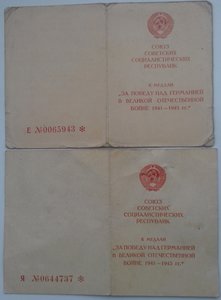 СОЮЗ
СОВЕТСКИХ
СОЦИАЛИСТИЧЕСКИХ
РЕСПУБЛИК
К МЕДАЛИ
"ЗА ПОБЕДУ НАД ГЕРМАНИЕЙ
В ВЕЛИКОЙ ОТЕЧЕСТВЕННОЙ
ВОЙНЕ 1941—1945 гг."
Е №0065943
СОЮЗ
СОВЕТСКИХ
СОЦИАЛИСТИЧЕСКИХ
РЕСПУБЛИК
К МЕДАЛИ
"ЗА ПОБЕДУ НАД ГЕРМАНИЕЙ
В ВЕЛИКОЙ ОТЕЧЕСТВЕННОЙ
ВОЙНЕ 1941—1945 гг."
Я №0644737